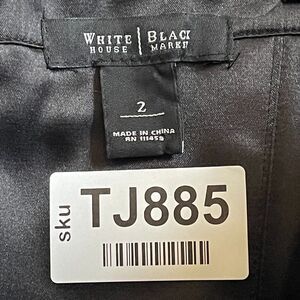 WHITE | BLACK
HOUSE | MARKET
2
MADE IN CHINA
RN 111459
sku
TJ885